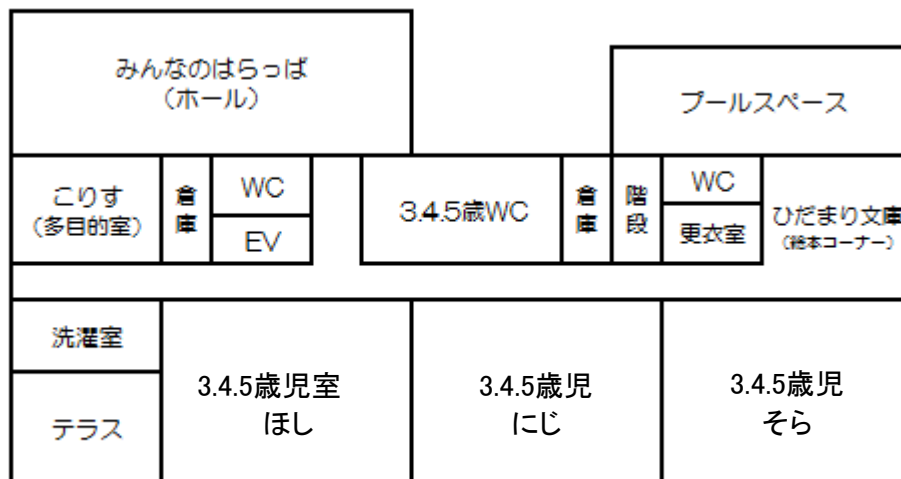 みんなのはらっぱ
（ホール）
プールスペース
こりす
（多目的室）
倉庫
WC
EV
3.4.5歳WC
倉庫
階段
WC
更衣室
ひだまり文庫
（絵本コーナー）
洗濯室
テラス
3.4.5歳児室
ほし
3.4.5歳児
にじ
3.4.5歳児
そら